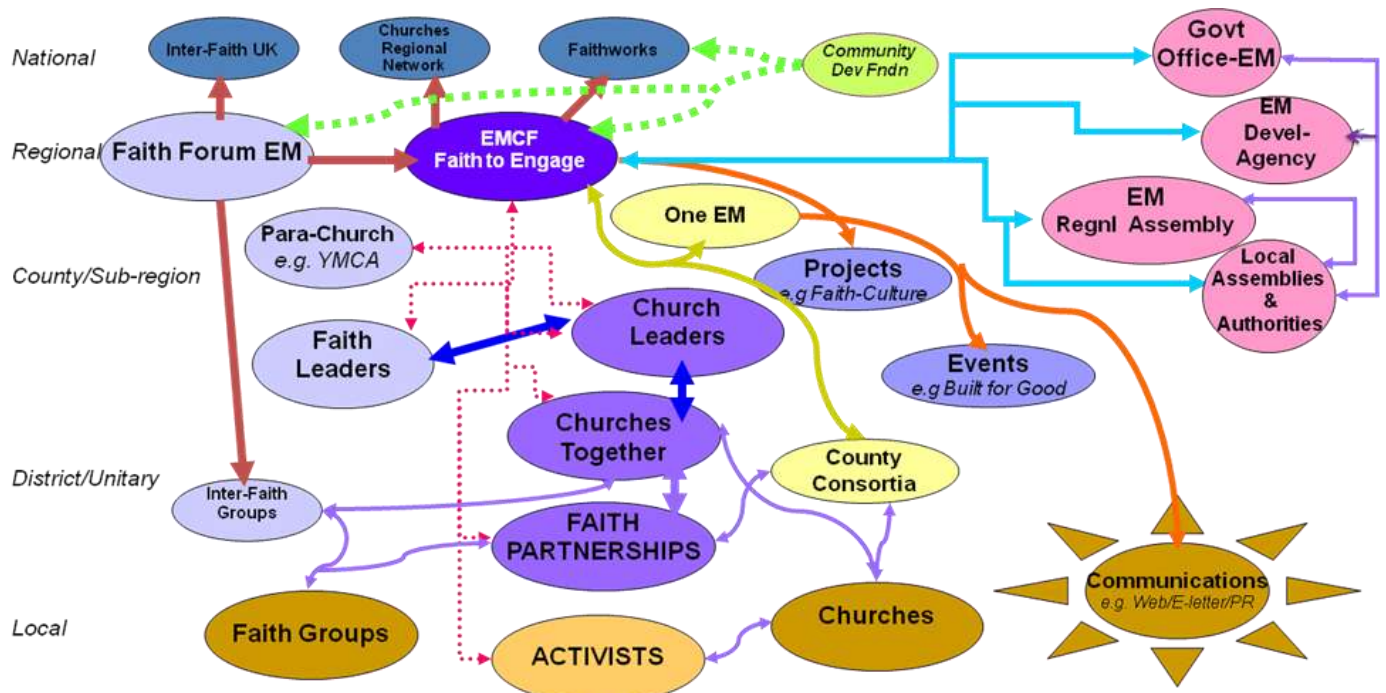 National
Inter-Faith UK
Churches
Regional
Network
Faithworks
Community
Dev Fndn
Govt
Office-EM
Regional
Faith Forum EM
EMCF
Faith to Engage
EM
Devel-
Agency
One EM
EM
Regnl Assembly
Para-Church
e.g. YMCA
County/Sub-region
Projects
e.g Faith-Culture
Local
Assemblies
&
Authorities
Church
Leaders
Faith
Leaders
Events
e.g Built for Good
Churches
Together
County
Consortia
District/Unitary
Inter-Faith
Groups
FAITH
PARTNERSHIPS
Communications
e.g. Web/E-letter/PR
Local
Faith Groups
ACTIVISTS
Churches